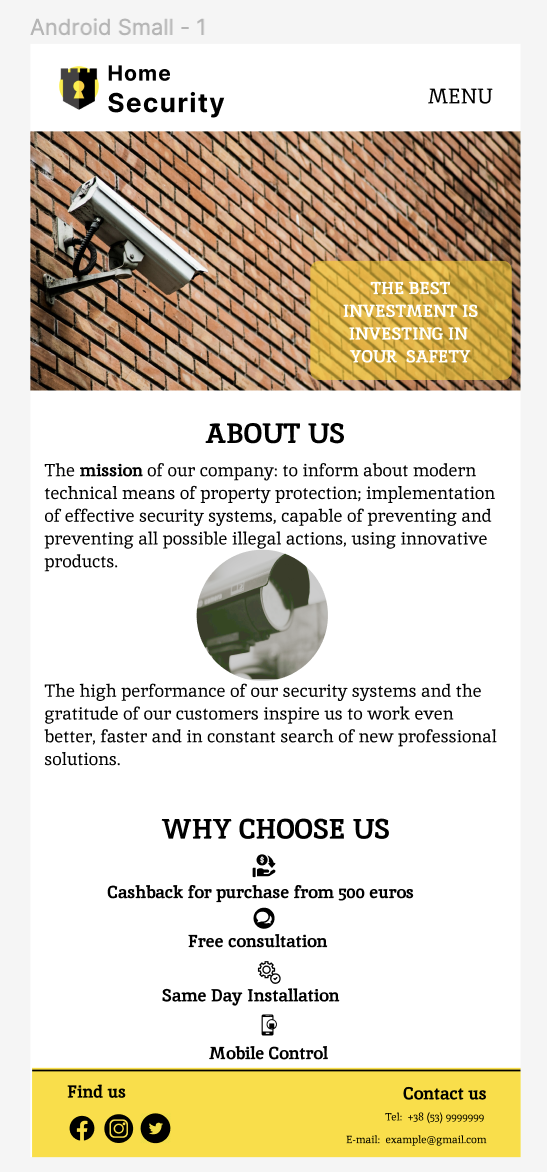 Android Small - 1
Home
Security
MENU
THE BEST
INVESTMENT IS
INVESTING IN
YOUR SAFETY
ABOUT US
The mission of our company: to inform about modern
technical means of property protection; implementation
of effective security systems, capable of preventing and
preventing all possible illegal actions, using innovative
products.
The high performance of our security systems and the
gratitude of our customers inspire us to work even
better, faster and in constant search of new professional
solutions.
WHY CHOOSE US
Cashback for purchase from 500 euros
Free consultation
Same Day Installation
Mobile Control
Find us
Contact us
Tel: +38 (53) 9999999
E-mail: example@gmail.com